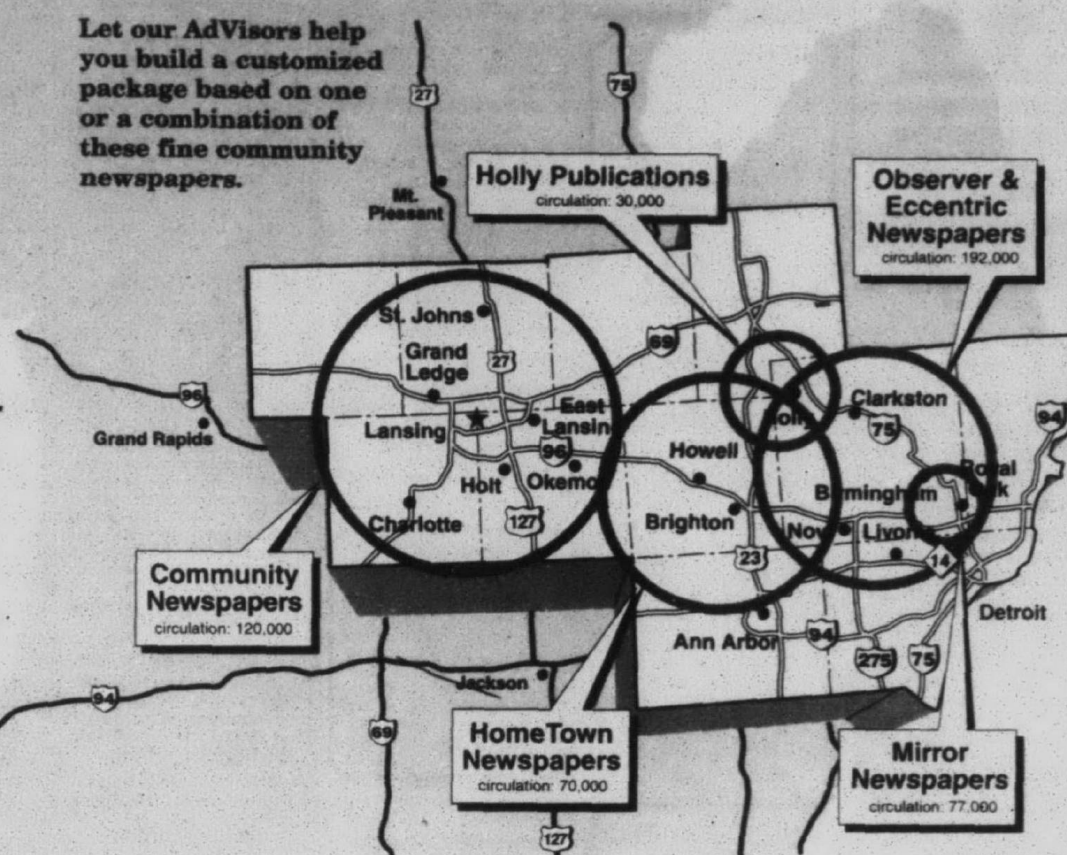 Let our AdVisors help
you build a customized
package based on one
or a combination of
these fine community
newspapers.
27
75
Mt.
Pleasant
Holly Publications
circulation: 30,000
Observer &
Eccentric
Newspapers
circulation: 192,000
St. Johns
Grand
Ledge
27
69
96
Grand Rapids
Lansing
East
Lansin
96
Holt
Okemo
Charlotte
127
Howell
Brighton
Holly
Clarkston
75
94
Royal
Birmingham
Novi
Livonia
23
14
Detroit
Ann Arbor
94
275
75
Community
Newspapers
circulation: 120,000
94
Jackson
69
HomeTown
Newspapers
circulation: 70,000
Mirror
Newspapers
circulation: 77,000
127